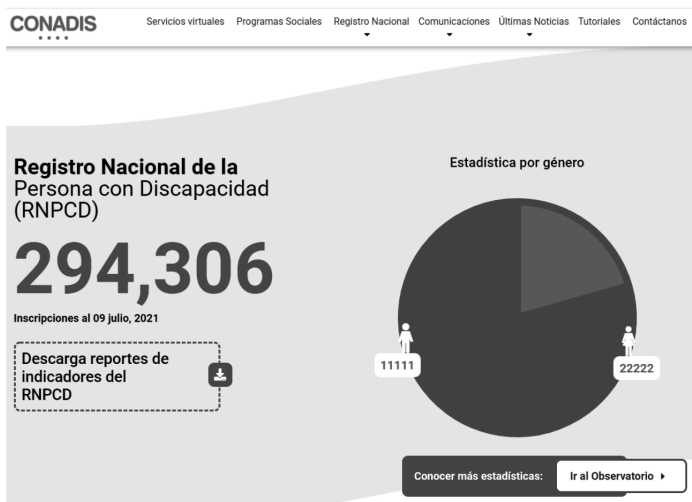 CONADIS
Servicios virtuales Programas Sociales Registro Nacional Comunicaciones Últimas Noticias Tutoriales Contáctanos
Registro Nacional de la
Persona con Discapacidad
(RNPCD)
294,306
Inscripciones al 09 julio, 2021
Descarga reportes de
indicadores del
RNPCD
Estadística por género
11111
22222
Conocer más estadísticas: Ir al Observatorio